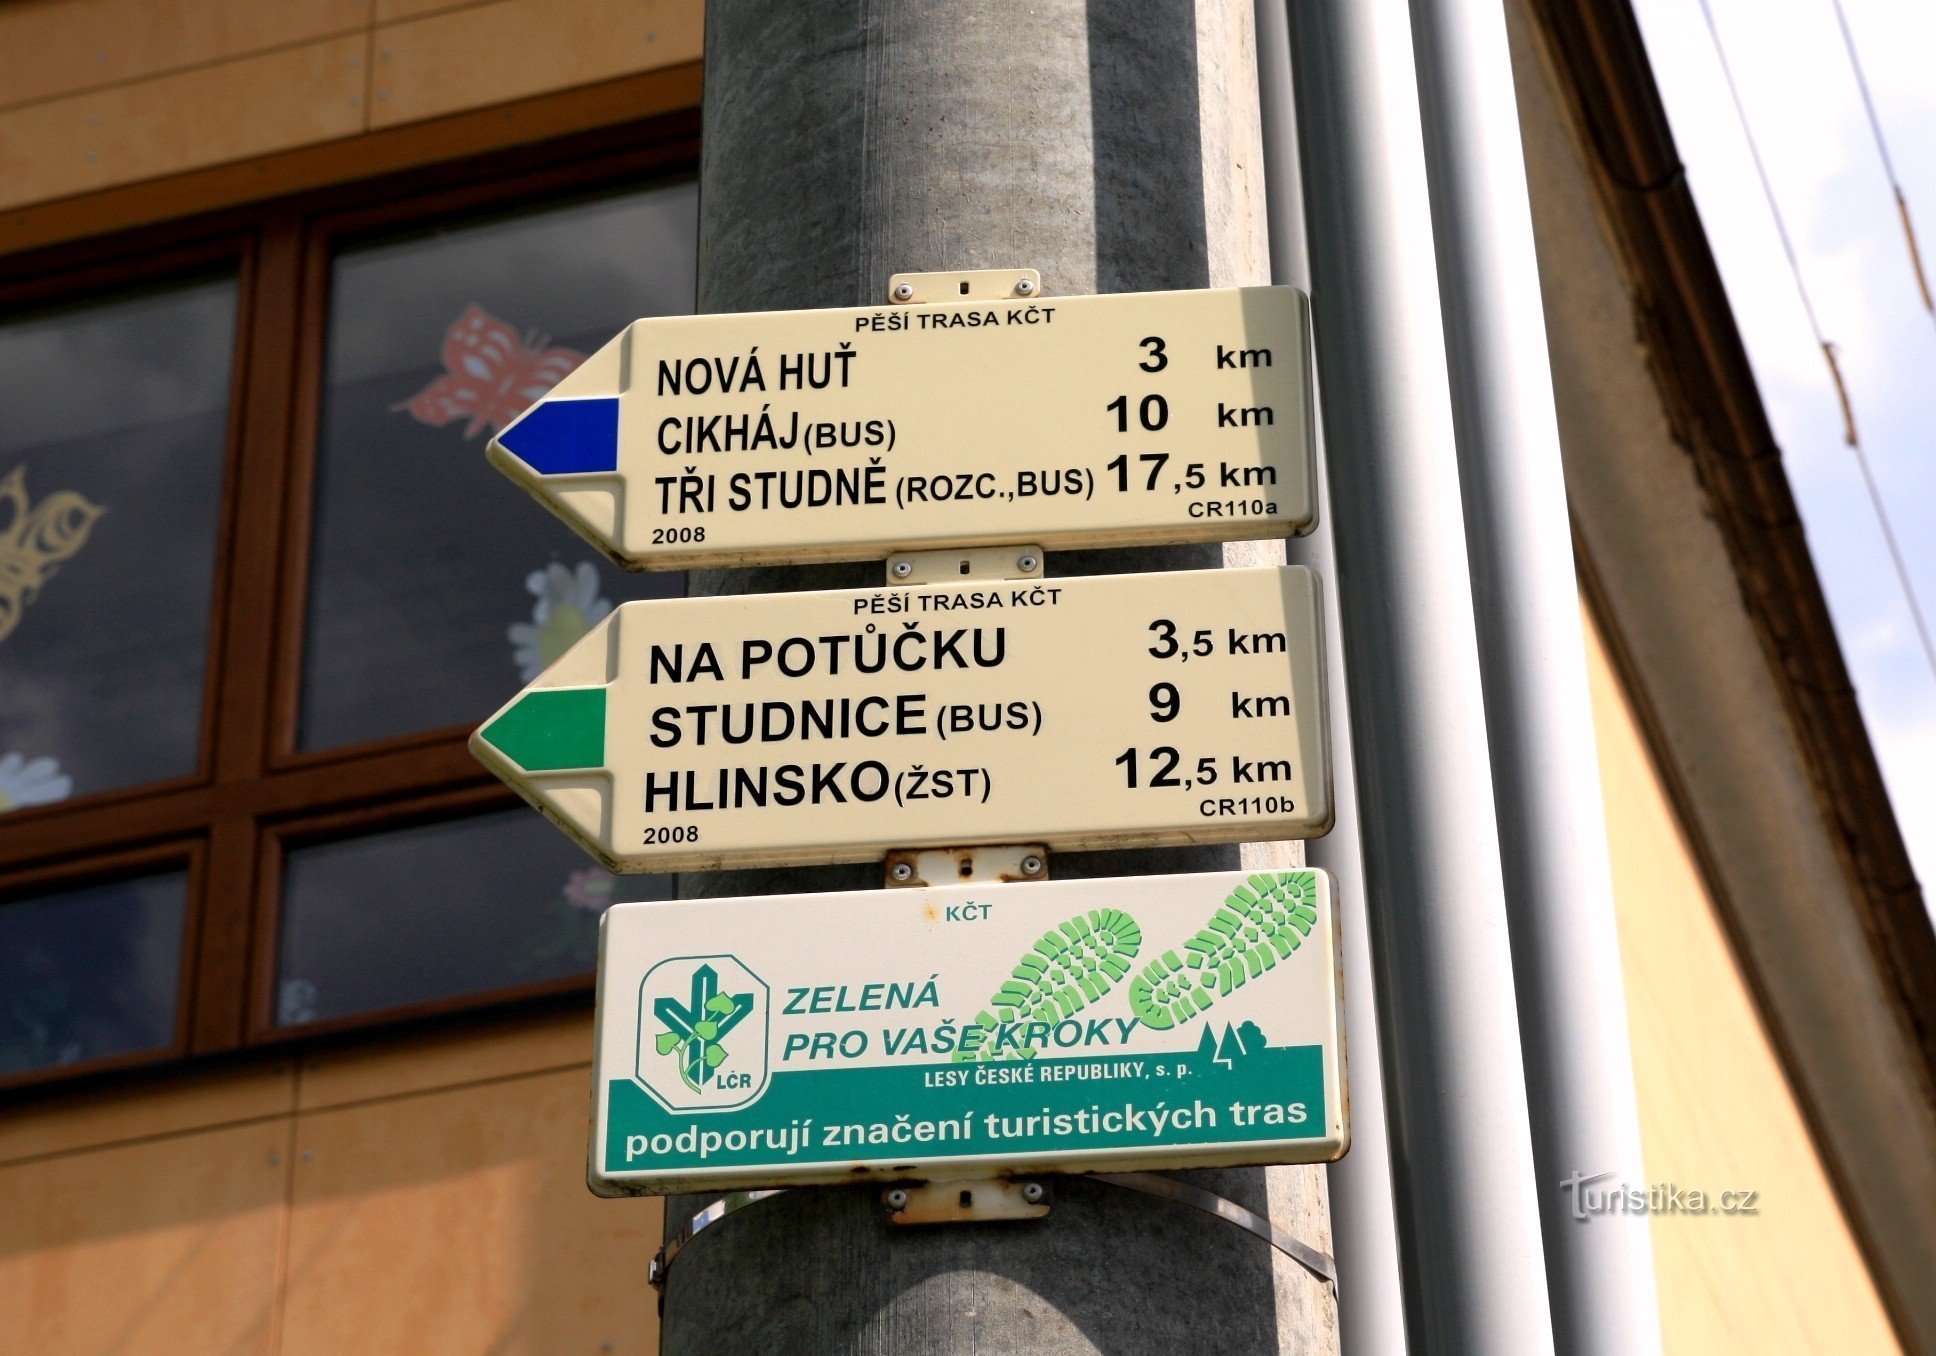 PĚŠÍ TRASA KČT
NOVÁ HUŤ 3 km
CIKHÁJ (BUS) 10 km
TŘI STUDNĚ (ROZC.,BUS) 17,5 km
2008 CR110a
PĚŠÍ TRASA KČT
NA POTŮČKU 3,5 km
STUDNICE (BUS) 9 km
HLINSKO (ŽST) 12,5 km
2008 CR110b
KČT
ZELENÁ
PRO VAŠE KROKY
LČR
LESY ČESKÉ REPUBLIKY, s. p.
podporují značení turistických tras
Turistika.cz